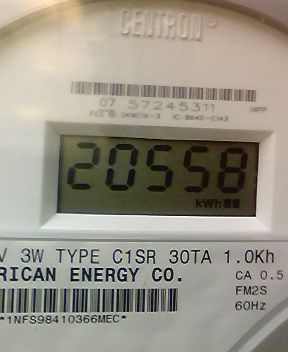 CENTRON®
07 57245311 HPP
20558
kWh
V 3W TYPE C1SR 30TA 1.0Kh
RICAN ENERGY CO. CA 0.5
FM2S
*1NFS98410366MEC* 60Hz